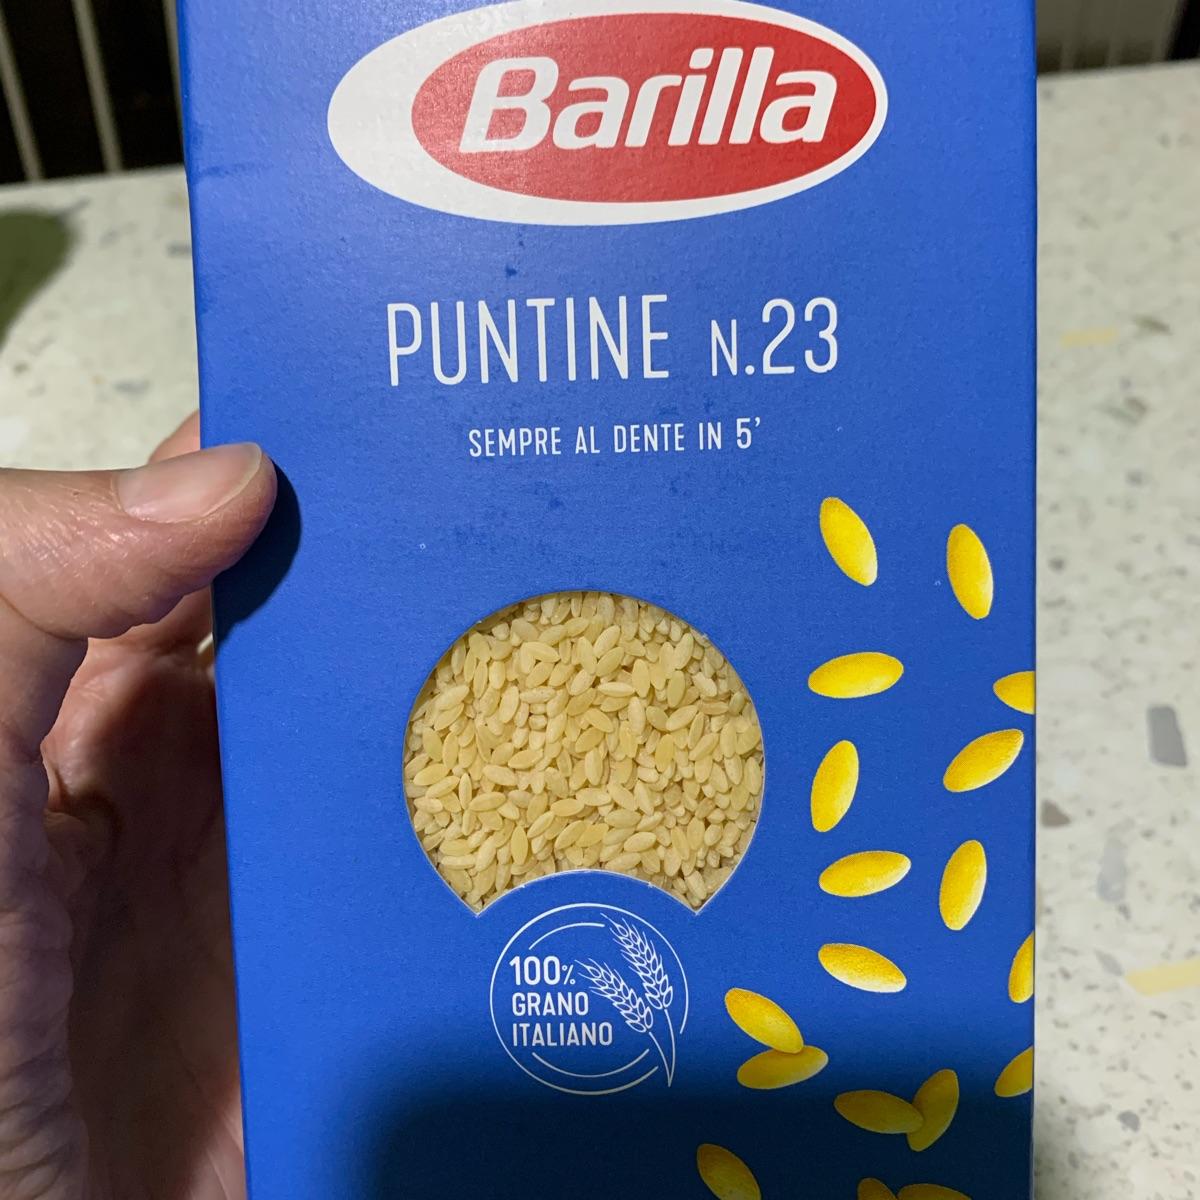 Barilla
PUNTINE N.23
SEMPRE AL DENTE IN 5'
100%
GRANO
ITALIANO